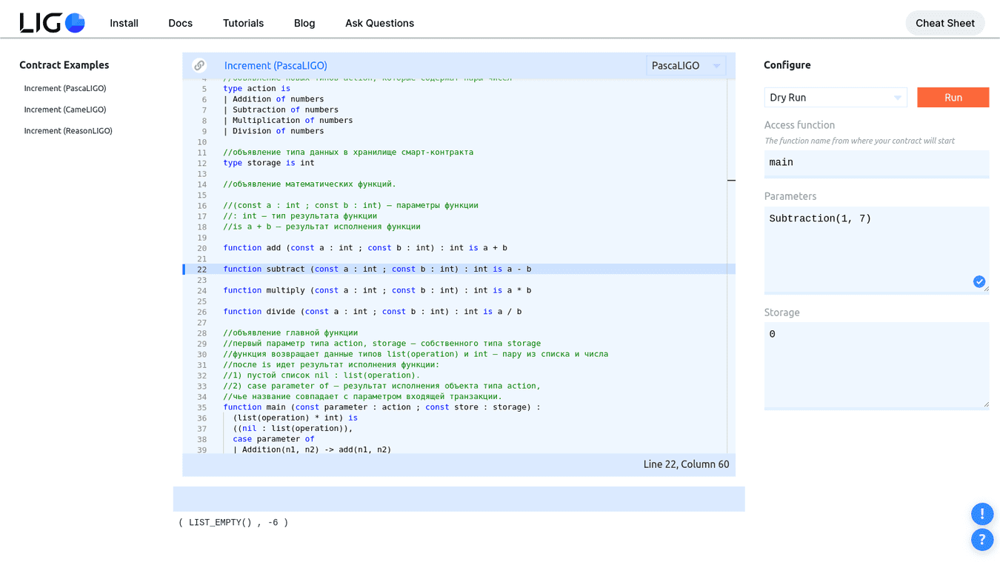 LIGO
Install
Docs
Tutorials
Blog
Ask Questions
Cheat Sheet
Contract Examples
Increment (PascaLIGO)
Increment (CameLIGO)
Increment (ReasonLIGO)
Increment (PascaLIGO)
PascaLIGO
4 //объявление новых типов action, которые содержат пары чисел
5 type action is
6 | Addition of numbers
7 | Subtraction of numbers
8 | Multiplication of numbers
9 | Division of numbers
10
11 //объявление типа данных в хранилище смарт-контракта
12 type storage is int
13
14 //объявление математических функций.
15
16 //(const a : int ; const b : int) — параметры функции
17 //: int — тип результата функции
18 //is a + b — результат исполнения функции
19
20 function add (const a : int ; const b : int) : int is a + b
21
22 function subtract (const a : int ; const b : int) : int is a - b
23
24 function multiply (const a : int ; const b : int) : int is a * b
25
26 function divide (const a : int ; const b : int) : int is a / b
27
28 //объявление главной функции
29 //первый параметр типа action, storage — собственного типа storage
30 //функция возвращает данные типов list(operation) и int — пару из списка и числа
31 //после is идет результат исполнения функции:
32 //1) пустой список nil : list(operation).
33 //2) case parameter of — результат исполнения объекта типа action,
34 //чье название совпадает с параметром входящей транзакции.
35 function main (const parameter : action ; const store : storage) :
36 (list(operation) * int) is
37 ((nil : list(operation)),
38 case parameter of
39 | Addition(n1, n2) -> add(n1, n2)
Line 22, Column 60
( LIST_EMPTY() , -6 )
Configure
Dry Run
Run
Access function
The function name from where your contract will start
main
Parameters
Subtraction(1, 7)
Storage
0
!
?